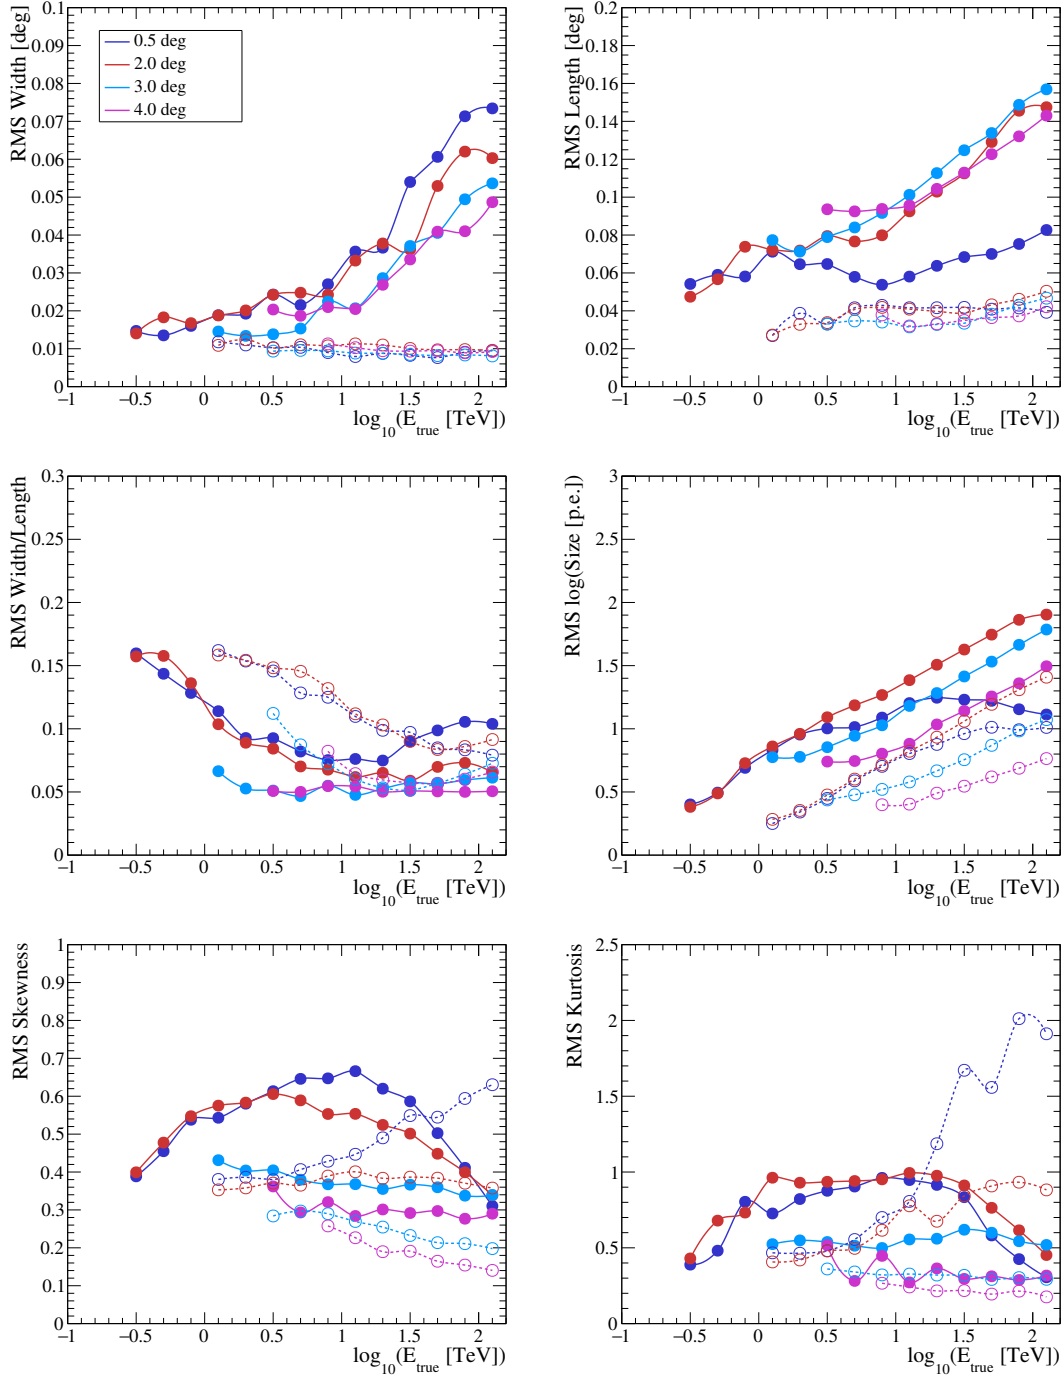 RMS Width [deg]
0.1
0.09
0.08
0.07
0.06
0.05
0.04
0.03
0.02
0.01
0
0.5 deg
2.0 deg
3.0 deg
4.0 deg
−1 −0.5 0 0.5 1 1.5 2
log10(E_true [TeV])
RMS Length [deg]
0.2
0.18
0.16
0.14
0.12
0.1
0.08
0.06
0.04
0.02
0
−1 −0.5 0 0.5 1 1.5 2
log10(E_true [TeV])
RMS Width/Length
0.3
0.25
0.2
0.15
0.1
0.05
0
−1 −0.5 0 0.5 1 1.5 2
log10(E_true [TeV])
RMS log(Size [p.e.])
3
2.5
2
1.5
1
0.5
0
−1 −0.5 0 0.5 1 1.5 2
log10(E_true [TeV])
RMS Skewness
1
0.9
0.8
0.7
0.6
0.5
0.4
0.3
0.2
0.1
0
−1 −0.5 0 0.5 1 1.5 2
log10(E_true [TeV])
RMS Kurtosis
2.5
2
1.5
1
0.5
0
−1 −0.5 0 0.5 1 1.5 2
log10(E_true [TeV])